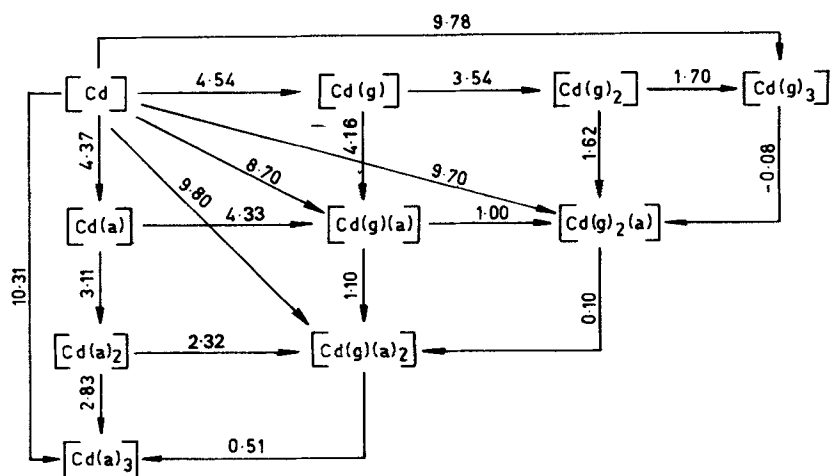 9·78
[Cd] 4·54 [Cd(g)] 3·54 [Cd(g)2] 1·70 [Cd(g)3]
4·37 9·80 8·70 4·16 9·70 1·62 -0·08
[Cd(a)] 4·33 [Cd(g)(a)] 1·00 [Cd(g)2(a)]
10·31 3·11 1·10 0·10
[Cd(a)2] 2·32 [Cd(g)(a)2]
2·83
[Cd(a)3] 0·51